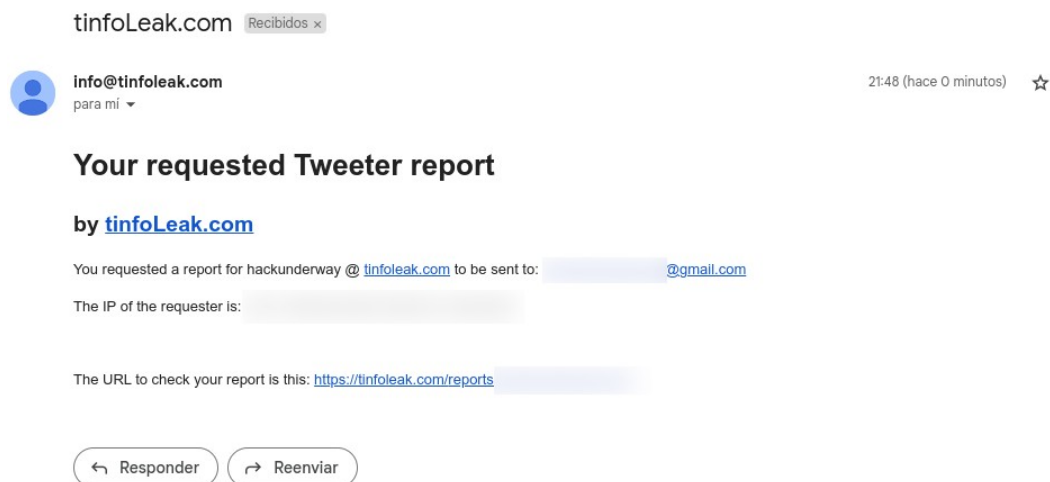 tinfoLeak.com Recibidos ×
info@tinfoleak.com 21:48 (hace 0 minutos)
para mí
Your requested Tweeter report
by tinfoLeak.com
You requested a report for hackunderway @ tinfoleak.com to be sent to: @gmail.com
The IP of the requester is:
The URL to check your report is this: https://tinfoleak.com/reports
Responder Reenviar